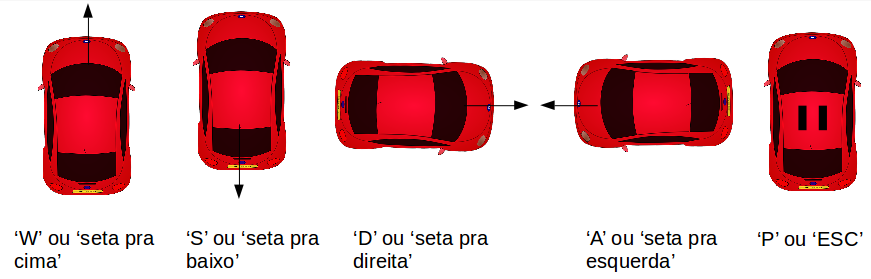 ‘W’ ou ‘seta pra
cima’
‘S’ ou ‘seta pra
baixo’
‘D’ ou ‘seta pra
direita’
‘A’ ou ‘seta pra
esquerda’
‘P’ ou ‘ESC’